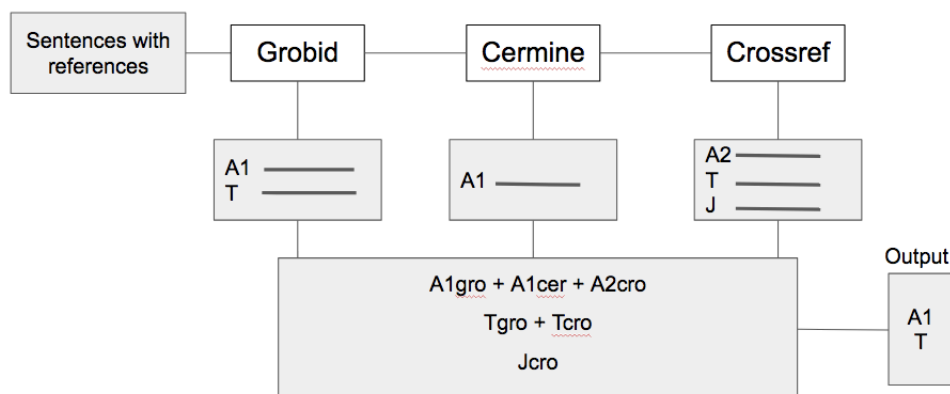 Sentences with
references
Grobid
Cermine
Crossref
A1
T
A1
A2
T
J
A1gro + A1cer + A2cro
Tgro + Tcro
Jcro
Output
A1
T